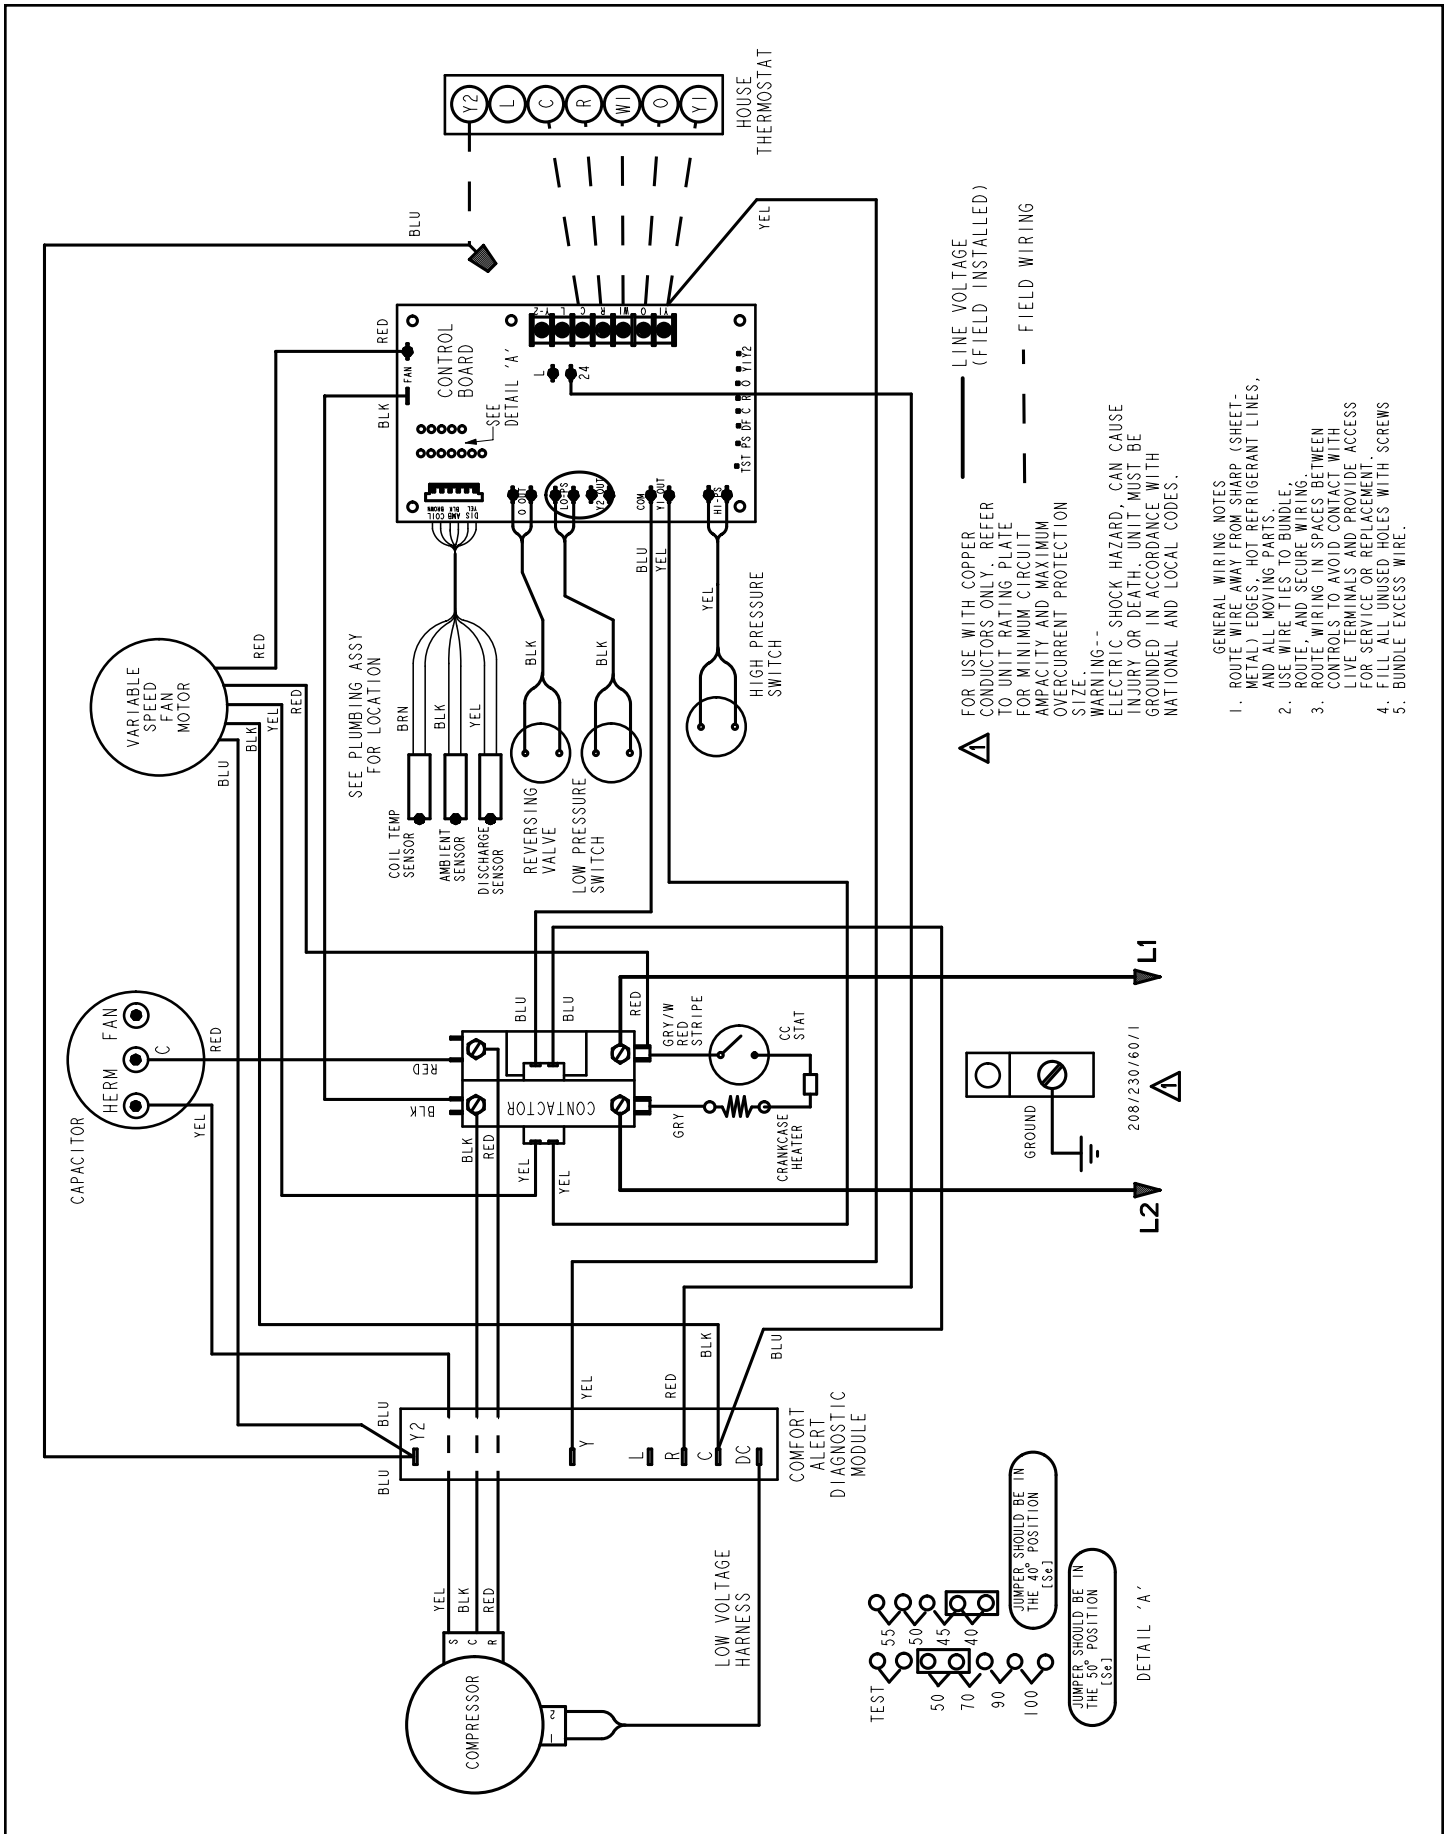 HOUSE
THERMOSTAT
Y2
L
C
R
W1
O
Y1
BLU
YEL
CONTROL
BOARD
FAN
RED
BLK
SEE
DETAIL 'A'
L
24
Y-2
L
C
R
W1
O
Y1
TST PS DF C R O Y1 Y2
COIL
AMB
DIS
BROWN
BLK
YEL
O OUT
LO-PS
Y2 OUT
COM
Y1 OUT
HI-PS
BLU
YEL
YEL
BLK
BLK
HIGH PRESSURE
SWITCH
VARIABLE
SPEED
FAN
MOTOR
RED
RED
YEL
BLK
BLU
SEE PLUMBING ASSY
FOR LOCATION
BRN
BLK
YEL
COIL TEMP
SENSOR
AMBIENT
SENSOR
DISCHARGE
SENSOR
REVERSING
VALVE
LOW PRESSURE
SWITCH
CAPACITOR
HERM
C
FAN
RED
YEL
CONTACTOR
RED
BLK
BLU
BLU
RED
BLK
RED
YEL
YEL
GRY/W
RED
STRIPE
CC
STAT
GRY
CRANKCASE
HEATER
GROUND
L1
L2
208/230/60/1
1
LINE VOLTAGE
(FIELD INSTALLED)
FIELD WIRING
1
FOR USE WITH COPPER
CONDUCTORS ONLY. REFER
TO UNIT RATING PLATE
FOR MINIMUM CIRCUIT
AMPACITY AND MAXIMUM
OVERCURRENT PROTECTION
SIZE.
WARNING--
ELECTRIC SHOCK HAZARD, CAN CAUSE
INJURY OR DEATH. UNIT MUST BE
GROUNDED IN ACCORDANCE WITH
NATIONAL AND LOCAL CODES.
GENERAL WIRING NOTES
1. ROUTE WIRE AWAY FROM SHARP (SHEET-
METAL) EDGES, HOT REFRIGERANT LINES,
AND ALL MOVING PARTS.
2. USE WIRE TIES TO BUNDLE,
ROUTE, AND SECURE WIRING.
3. ROUTE WIRING IN SPACES BETWEEN
CONTROLS TO AVOID CONTACT WITH
LIVE TERMINALS AND PROVIDE ACCESS
FOR SERVICE OR REPLACEMENT.
4. FILL ALL UNUSED HOLES WITH SCREWS
5. BUNDLE EXCESS WIRE.
COMFORT
ALERT
DIAGNOSTIC
MODULE
BLU
BLU
Y2
Y
L
R
C
DC
YEL
RED
BLK
BLU
COMPRESSOR
S
C
R
YEL
BLK
RED
1
2
LOW VOLTAGE
HARNESS
TEST
50
70
90
100
55
50
45
40
JUMPER SHOULD BE IN
THE 40° POSITION
[Se]
JUMPER SHOULD BE IN
THE 50° POSITION
[Se]
DETAIL 'A'